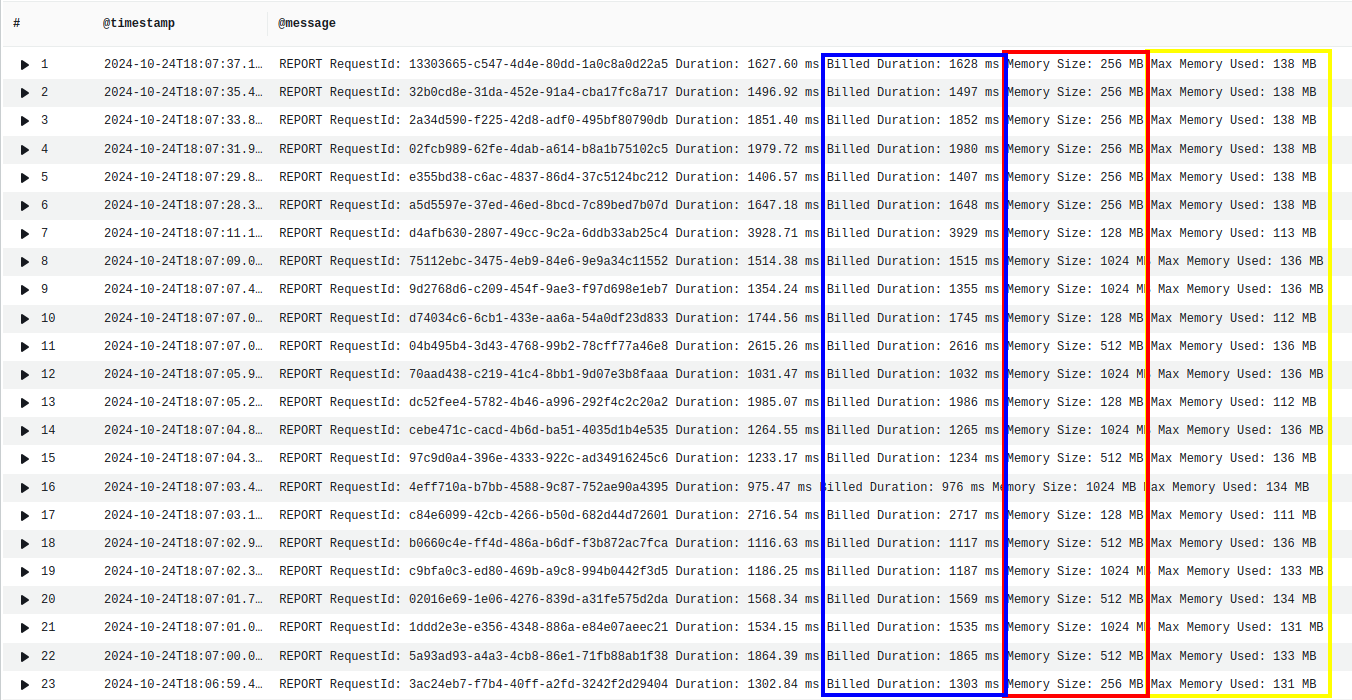 # @timestamp @message
1 2024-10-24T18:07:37.1… REPORT RequestId: 13303665-c547-4d4e-80dd-1a0c8a0d22a5 Duration: 1627.60 ms Billed Duration: 1628 ms Memory Size: 256 MB Max Memory Used: 138 MB
2 2024-10-24T18:07:35.4… REPORT RequestId: 32b0cd8e-31da-452e-91a4-cba17fc8a717 Duration: 1496.92 ms Billed Duration: 1497 ms Memory Size: 256 MB Max Memory Used: 138 MB
3 2024-10-24T18:07:33.8… REPORT RequestId: 2a34d590-f225-42d8-adf0-495bf80790db Duration: 1851.40 ms Billed Duration: 1852 ms Memory Size: 256 MB Max Memory Used: 138 MB
4 2024-10-24T18:07:31.9… REPORT RequestId: 02fcb989-62fe-4dab-a614-b8a1b75102c5 Duration: 1979.72 ms Billed Duration: 1980 ms Memory Size: 256 MB Max Memory Used: 138 MB
5 2024-10-24T18:07:29.8… REPORT RequestId: e355bd38-c6ac-4837-86d4-37c5124bc212 Duration: 1406.57 ms Billed Duration: 1407 ms Memory Size: 256 MB Max Memory Used: 138 MB
6 2024-10-24T18:07:28.3… REPORT RequestId: a5d5597e-37ed-46ed-8bcd-7c89bed7b07d Duration: 1647.18 ms Billed Duration: 1648 ms Memory Size: 256 MB Max Memory Used: 138 MB
7 2024-10-24T18:07:11.1… REPORT RequestId: d4afb630-2807-49cc-9c2a-6ddb33ab25c4 Duration: 3928.71 ms Billed Duration: 3929 ms Memory Size: 128 MB Max Memory Used: 113 MB
8 2024-10-24T18:07:09.0… REPORT RequestId: 75112ebc-3475-4eb9-84e6-9e9a34c11552 Duration: 1514.38 ms Billed Duration: 1515 ms Memory Size: 1024 MB Max Memory Used: 136 MB
9 2024-10-24T18:07:07.4… REPORT RequestId: 9d2768d6-c209-454f-9ae3-f97d698e1eb7 Duration: 1354.24 ms Billed Duration: 1355 ms Memory Size: 1024 MB Max Memory Used: 136 MB
10 2024-10-24T18:07:07.0… REPORT RequestId: d74034c6-6cb1-433e-aa6a-54a0df23d833 Duration: 1744.56 ms Billed Duration: 1745 ms Memory Size: 128 MB Max Memory Used: 112 MB
11 2024-10-24T18:07:07.0… REPORT RequestId: 04b495b4-3d43-4768-99b2-78cff77a46e8 Duration: 2615.26 ms Billed Duration: 2616 ms Memory Size: 512 MB Max Memory Used: 136 MB
12 2024-10-24T18:07:05.9… REPORT RequestId: 70aad438-c219-41c4-8bb1-9d07e3b8faaa Duration: 1031.47 ms Billed Duration: 1032 ms Memory Size: 1024 MB Max Memory Used: 136 MB
13 2024-10-24T18:07:05.2… REPORT RequestId: dc52fee4-5782-4b46-a996-292f4c2c20a2 Duration: 1985.07 ms Billed Duration: 1986 ms Memory Size: 128 MB Max Memory Used: 112 MB
14 2024-10-24T18:07:04.8… REPORT RequestId: cebe471c-cacd-4b6d-ba51-4035d1b4e535 Duration: 1264.55 ms Billed Duration: 1265 ms Memory Size: 1024 MB Max Memory Used: 136 MB
15 2024-10-24T18:07:04.3… REPORT RequestId: 97c9d0a4-396e-4333-922c-ad34916245c6 Duration: 1233.17 ms Billed Duration: 1234 ms Memory Size: 512 MB Max Memory Used: 136 MB
16 2024-10-24T18:07:03.4… REPORT RequestId: 4eff710a-b7bb-4588-9c87-752ae90a4395 Duration: 975.47 ms Billed Duration: 976 ms Memory Size: 1024 MB Max Memory Used: 134 MB
17 2024-10-24T18:07:03.1… REPORT RequestId: c84e6099-42cb-4266-b50d-682d44d72601 Duration: 2716.54 ms Billed Duration: 2717 ms Memory Size: 128 MB Max Memory Used: 111 MB
18 2024-10-24T18:07:02.9… REPORT RequestId: b0660c4e-ff4d-486a-b6df-f3b872ac7fca Duration: 1116.63 ms Billed Duration: 1117 ms Memory Size: 512 MB Max Memory Used: 136 MB
19 2024-10-24T18:07:02.3… REPORT RequestId: c9bfa0c3-ed80-469b-a9c8-994b0442f3d5 Duration: 1186.25 ms Billed Duration: 1187 ms Memory Size: 1024 MB Max Memory Used: 133 MB
20 2024-10-24T18:07:01.7… REPORT RequestId: 02016e69-1e06-4276-839d-a31fe575d2da Duration: 1568.34 ms Billed Duration: 1569 ms Memory Size: 512 MB Max Memory Used: 134 MB
21 2024-10-24T18:07:01.0… REPORT RequestId: 1ddd2e3e-e356-4348-886a-e84e07aeec21 Duration: 1534.15 ms Billed Duration: 1535 ms Memory Size: 1024 MB Max Memory Used: 131 MB
22 2024-10-24T18:07:00.0… REPORT RequestId: 5a93ad93-a4a3-4cb8-86e1-71fb88ab1f38 Duration: 1864.39 ms Billed Duration: 1865 ms Memory Size: 512 MB Max Memory Used: 133 MB
23 2024-10-24T18:06:59.4… REPORT RequestId: 3ac24eb7-f7b4-40ff-a2fd-3242f2d29404 Duration: 1302.84 ms Billed Duration: 1303 ms Memory Size: 256 MB Max Memory Used: 131 MB